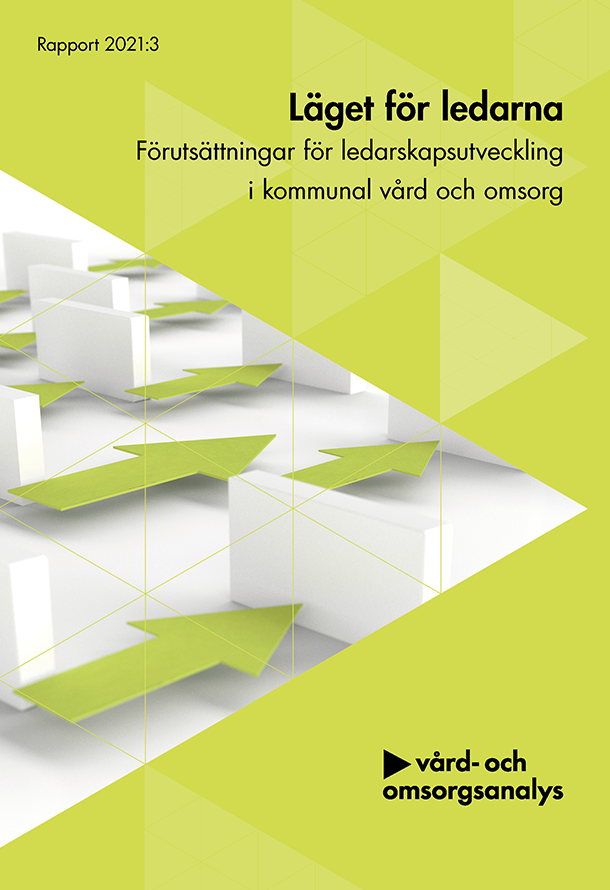 Rapport 2021:3
Läget för ledarna
Förutsättningar för ledarskapsutveckling
i kommunal vård och omsorg
vård- och
omsorgsanalys